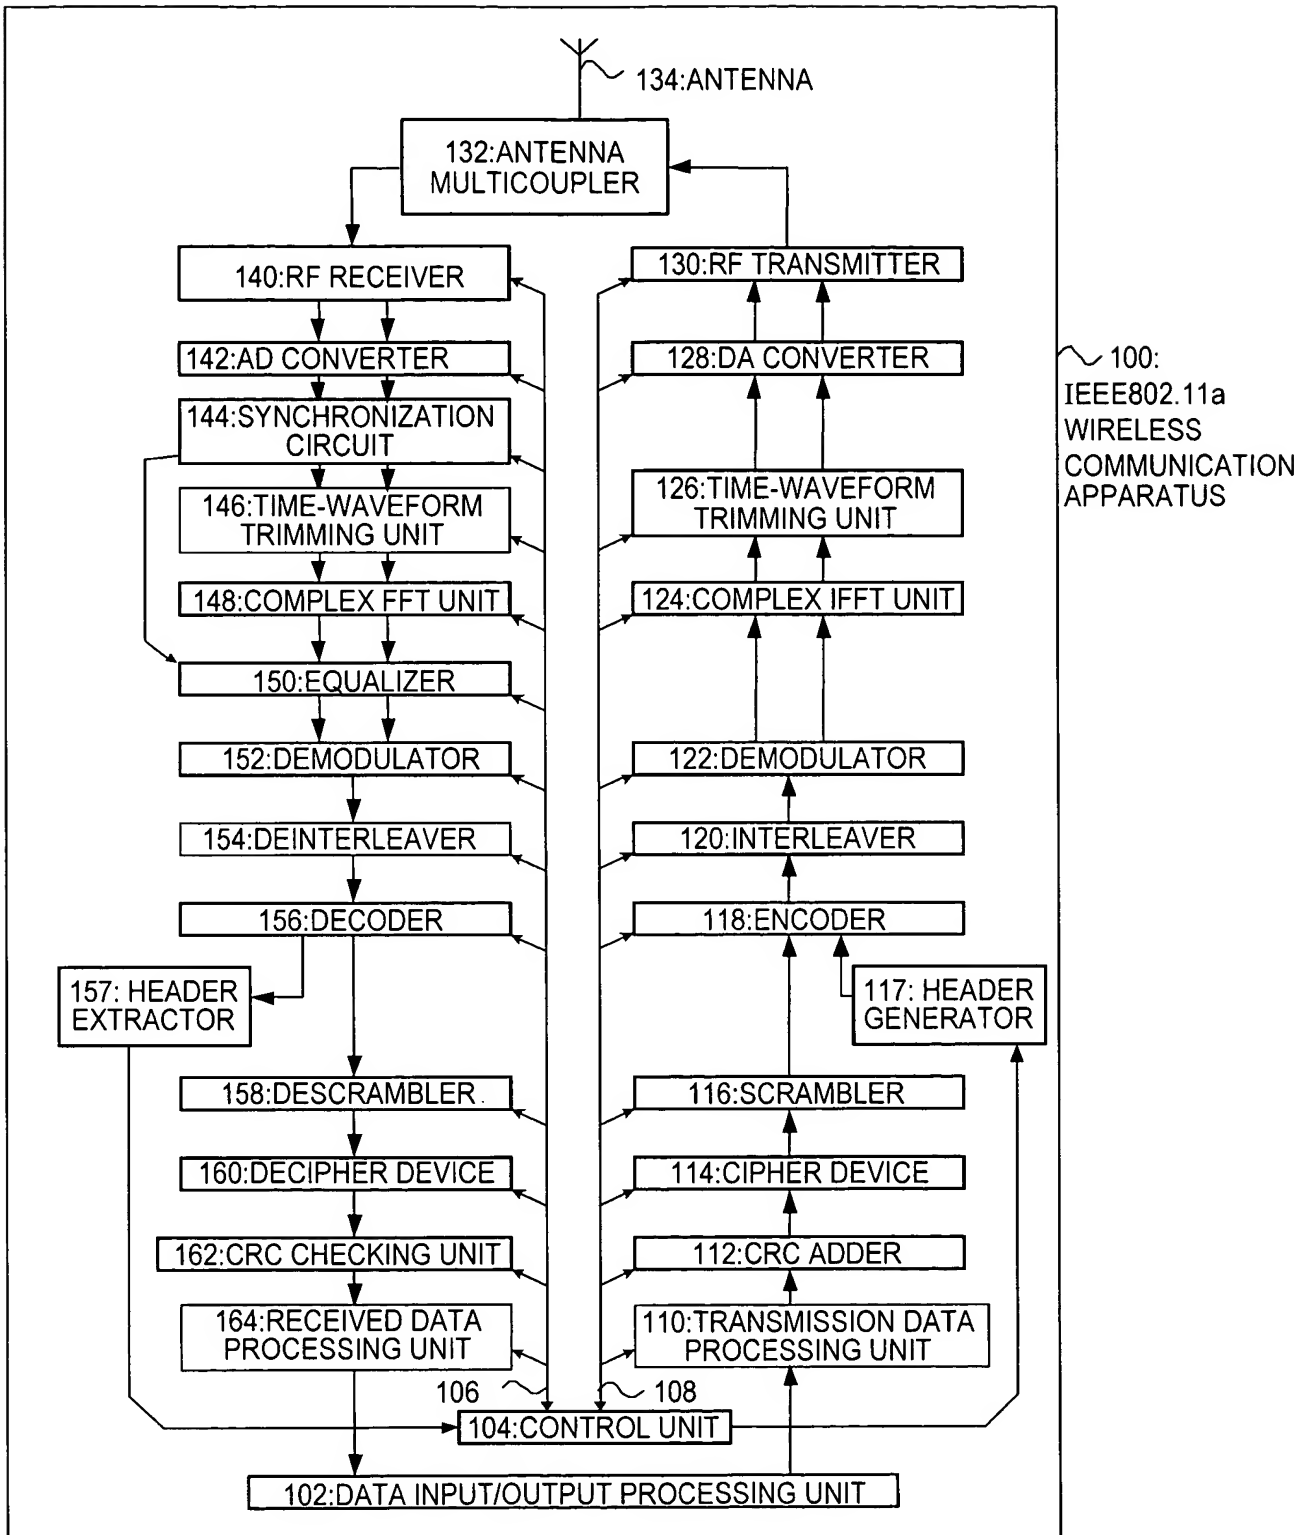 134:ANTENNA
132:ANTENNA
MULTICOUPLER
140:RF RECEIVER
130:RF TRANSMITTER
142:AD CONVERTER
128:DA CONVERTER
100:
IEEE802.11a
WIRELESS
COMMUNICATION
APPARATUS
144:SYNCHRONIZATION
CIRCUIT
146:TIME-WAVEFORM
TRIMMING UNIT
126:TIME-WAVEFORM
TRIMMING UNIT
148:COMPLEX FFT UNIT
124:COMPLEX IFFT UNIT
150:EQUALIZER
152:DEMODULATOR
122:DEMODULATOR
154:DEINTERLEAVER
120:INTERLEAVER
156:DECODER
118:ENCODER
157: HEADER
EXTRACTOR
117: HEADER
GENERATOR
158:DESCRAMBLER
116:SCRAMBLER
160:DECIPHER DEVICE
114:CIPHER DEVICE
162:CRC CHECKING UNIT
112:CRC ADDER
164:RECEIVED DATA
PROCESSING UNIT
110:TRANSMISSION DATA
PROCESSING UNIT
106
108
104:CONTROL UNIT
102:DATA INPUT/OUTPUT PROCESSING UNIT